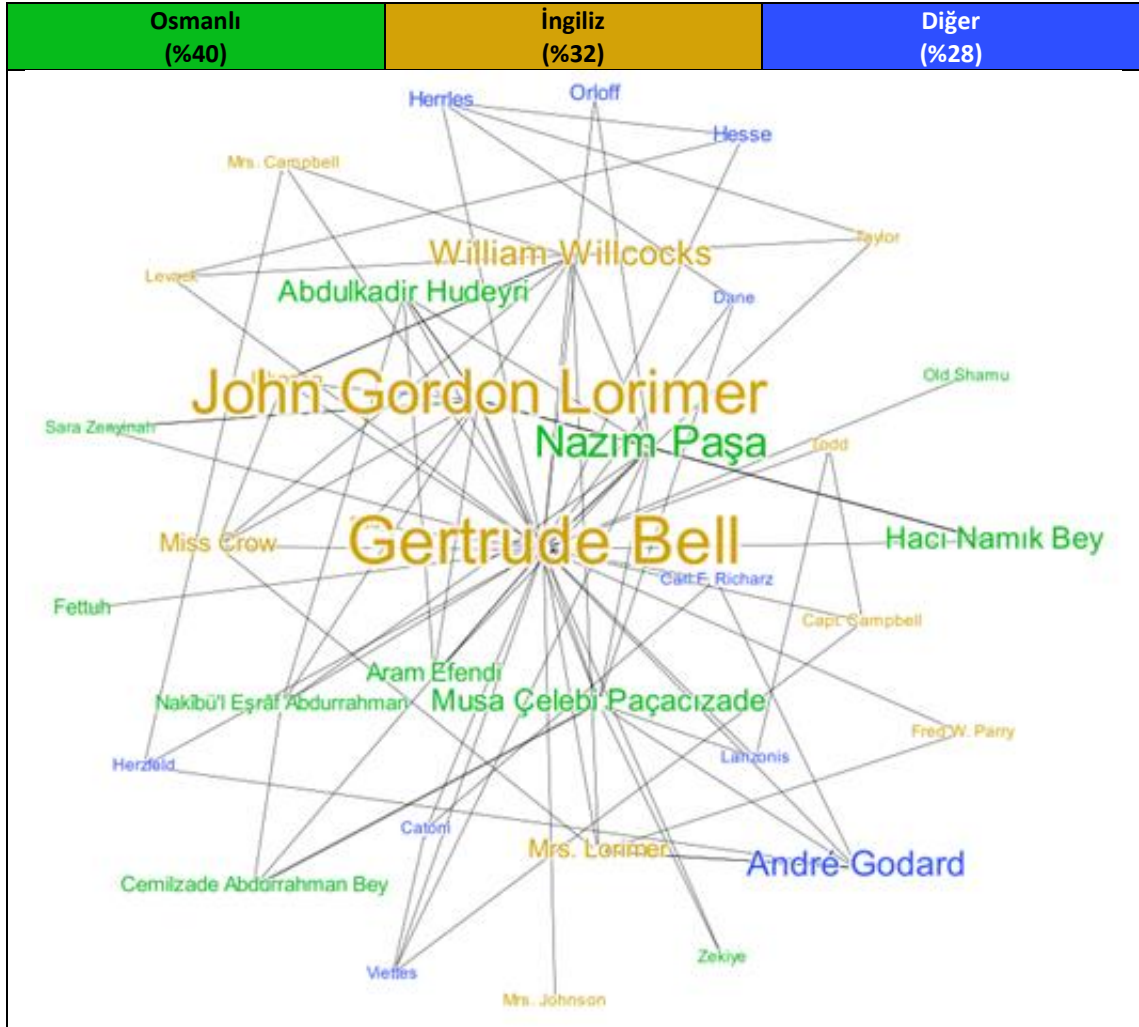 Osmanlı
(%40)
İngiliz
(%32)
Diğer
(%28)
Herrles
Orloff
Hesse
Mrs. Campbell
Taylor
William Willcocks
Levack
Abdulkadir Hudeyri
Dane
Old Shamu
John Gordon Lorimer
Sara Zenyinah
Nazım Paşa
Todd
Hacı Namık Bey
Miss Crow
Gertrude Bell
Carl F. Richarz
Fettuh
Capt. Campbell
Aram Efendi
Nakîbü'l Eşrâf Abdurrahman
Musa Çelebi Paçacızade
Fred W. Parry
Herzfeld
Lanzonis
Catoni
Mrs. Lorimer
André Godard
Cemilzade Abdurrahman Bey
Zekiye
Viettes
Mrs. Johnson